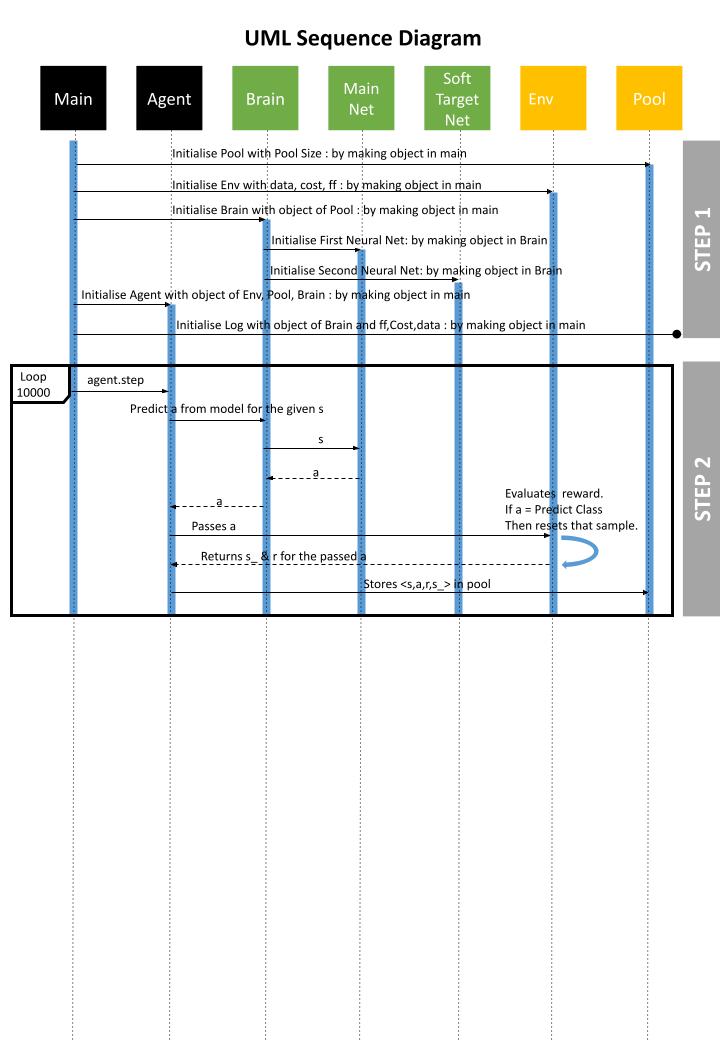 UML Sequence Diagram
Main
Agent
Brain
Main
Net
Soft
Target
Net
Env
Pool
Initialise Pool with Pool Size : by making object in main
Initialise Env with data, cost, ff : by making object in main
Initialise Brain with object of Pool : by making object in main
Initialise First Neural Net: by making object in Brain
Initialise Second Neural Net: by making object in Brain
Initialise Agent with object of Env, Pool, Brain : by making object in main
Initialise Log with object of Brain and ff,Cost,data : by making object in main
STEP 1
Loop
10000
agent.step
Predict a from model for the given s
s
a
a
Evaluates reward.
If a = Predict Class
Then resets that sample.
Passes a
Returns s_ & r for the passed a
Stores <s,a,r,s_> in pool
STEP 2